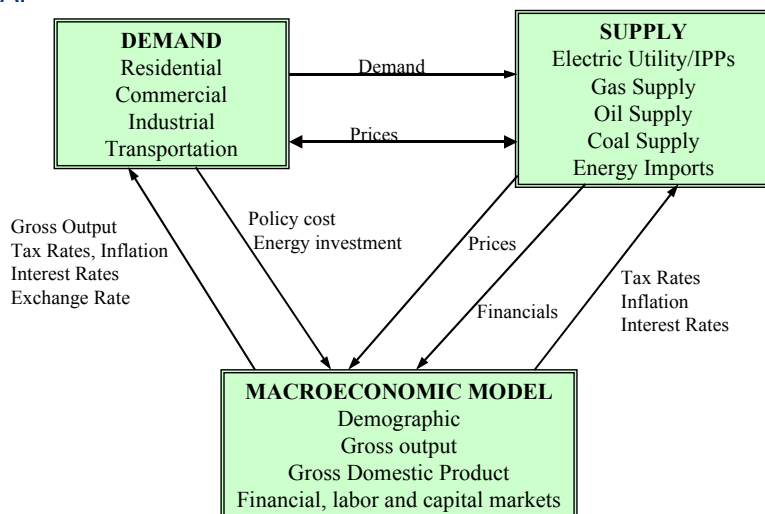 DEMAND
Residential
Commercial
Industrial
Transportation
Demand
Prices
SUPPLY
Electric Utility/IPPs
Gas Supply
Oil Supply
Coal Supply
Energy Imports
Gross Output
Tax Rates, Inflation
Interest Rates
Exchange Rate
Policy cost
Energy investment
Prices
Financials
Tax Rates
Inflation
Interest Rates
MACROECONOMIC MODEL
Demographic
Gross output
Gross Domestic Product
Financial, labor and capital markets